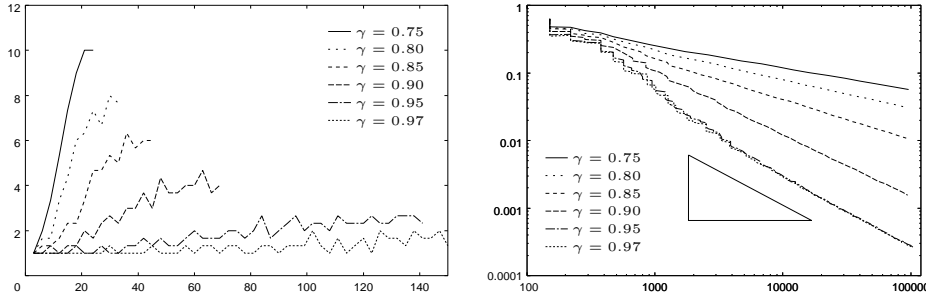 12
10
8
6
4
2
0
20
40
60
80
100
120
140
γ = 0.75
γ = 0.80
γ = 0.85
γ = 0.90
γ = 0.95
γ = 0.97
1
0.1
0.01
0.001
0.0001
100
1000
10000
100000
γ = 0.75
γ = 0.80
γ = 0.85
γ = 0.90
γ = 0.95
γ = 0.97